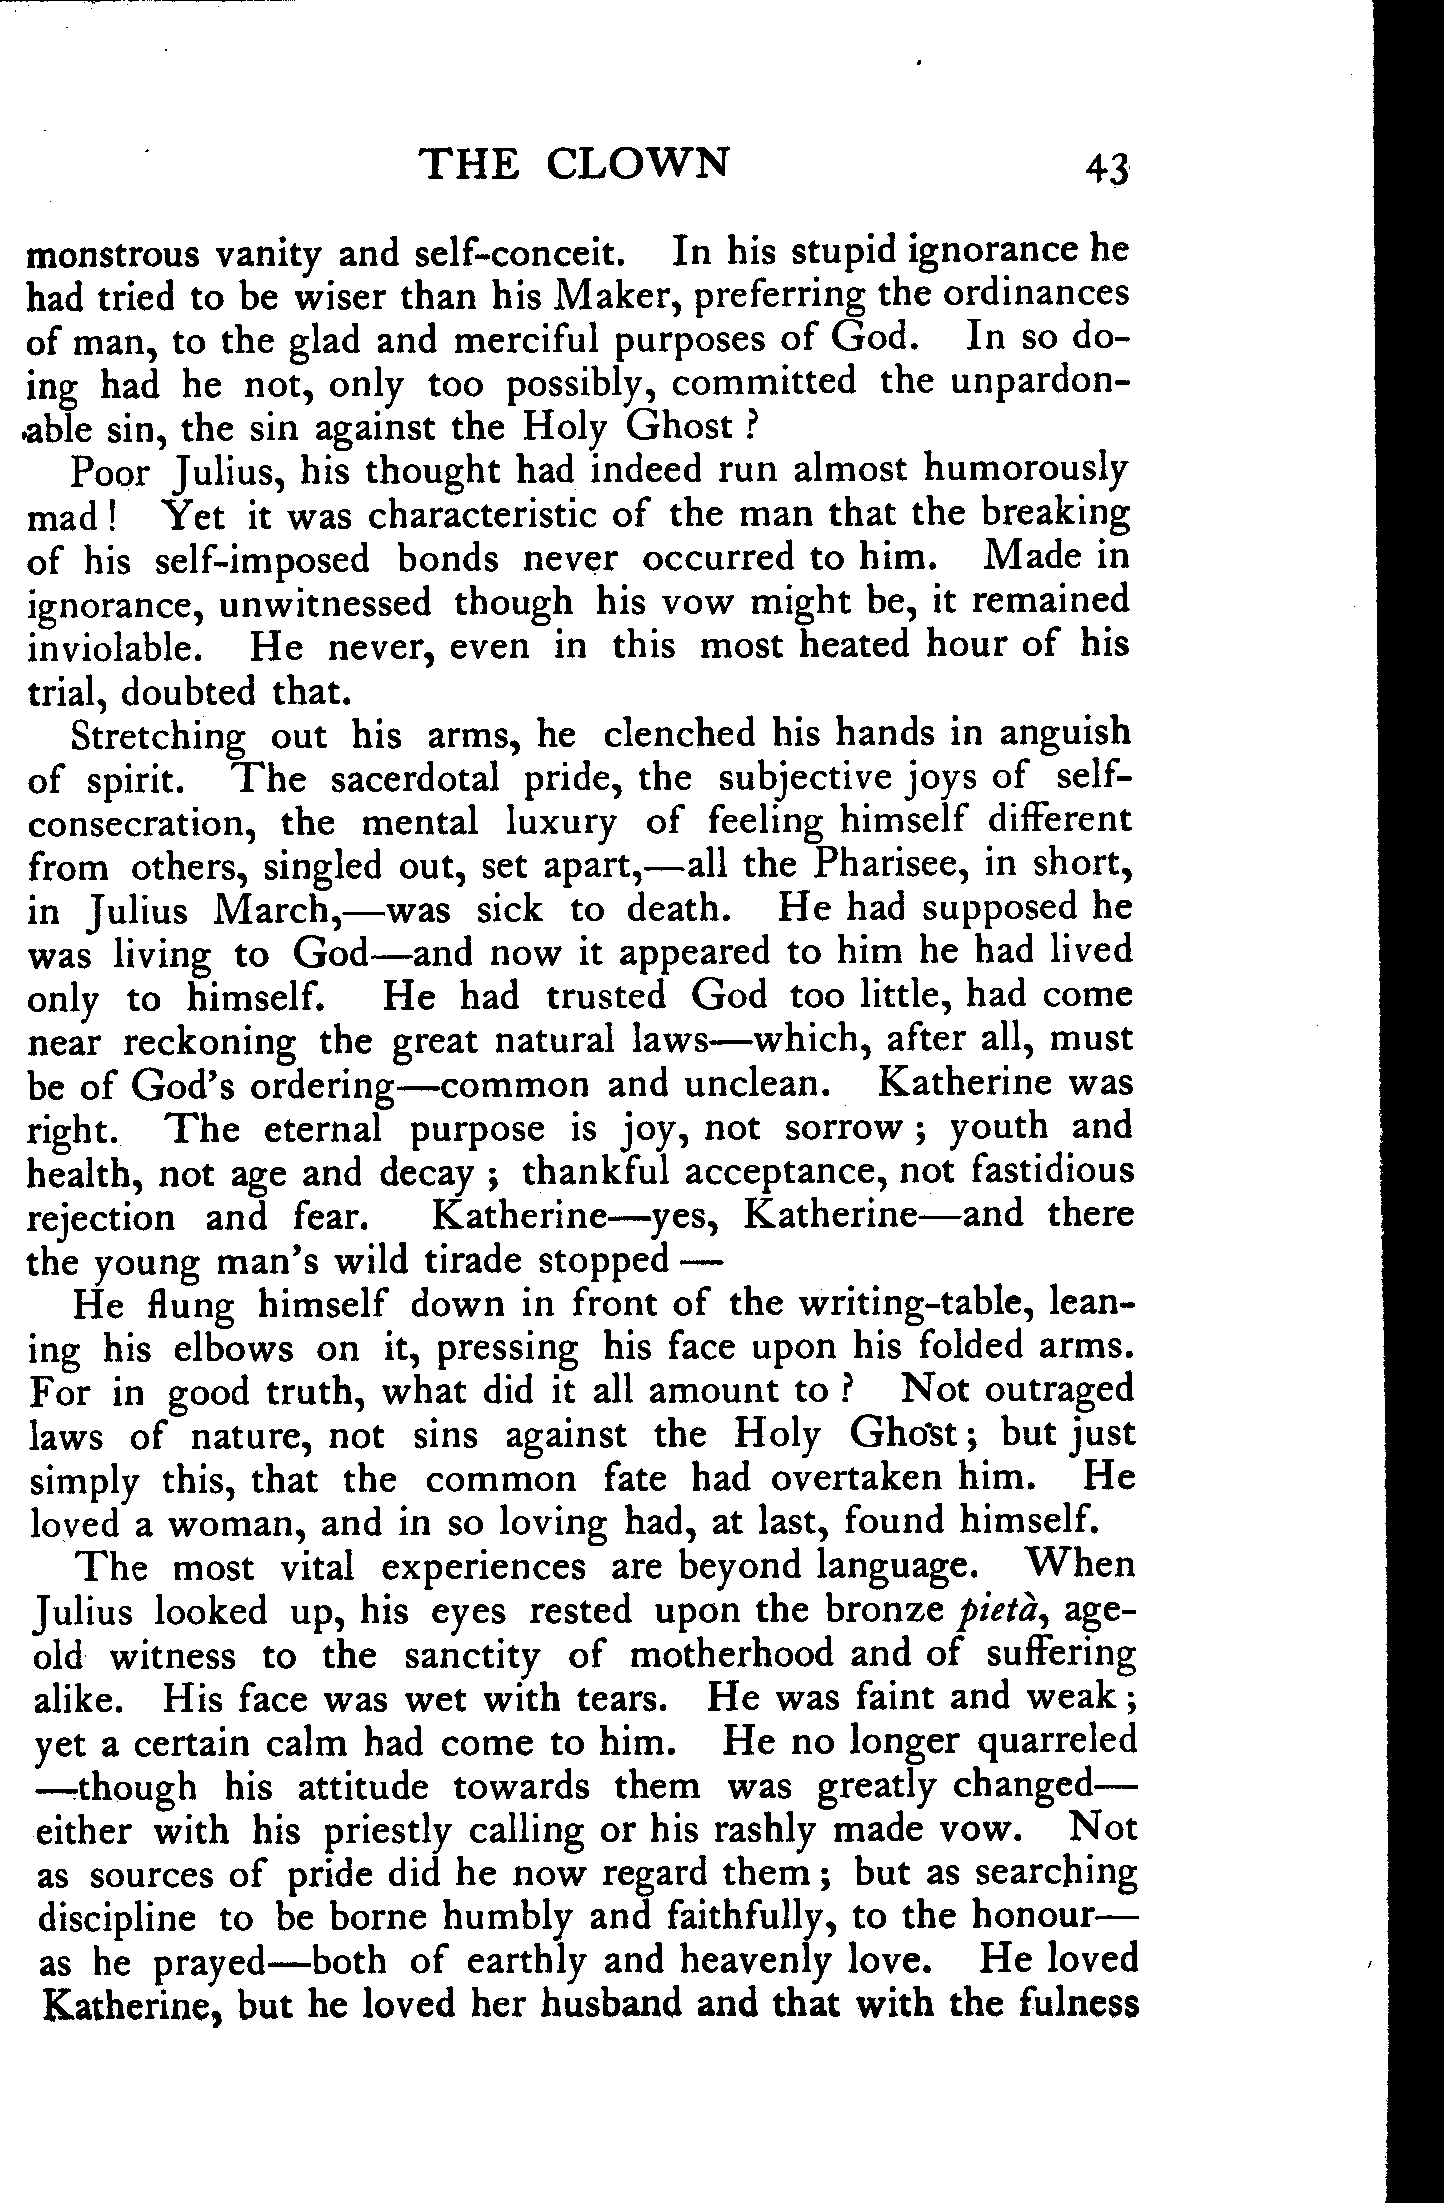 THE CLOWN 43
monstrous vanity and self-conceit. In his stupid ignorance he
had tried to be wiser than his Maker, preferring the ordinances
of man, to the glad and merciful purposes of God. In so do-
ing had he not, only too possibly, committed the unpardon-
able sin, the sin against the Holy Ghost ?
Poor Julius, his thought had indeed run almost humorously
mad ! Yet it was characteristic of the man that the breaking
of his self-imposed bonds never occurred to him. Made in
ignorance, unwitnessed though his vow might be, it remained
inviolable. He never, even in this most heated hour of his
trial, doubted that.
Stretching out his arms, he clenched his hands in anguish
of spirit. The sacerdotal pride, the subjective joys of self-
consecration, the mental luxury of feeling himself different
from others, singled out, set apart,—all the Pharisee, in short,
in Julius March,—was sick to death. He had supposed he
was living to God—and now it appeared to him he had lived
only to himself. He had trusted God too little, had come
near reckoning the great natural laws—which, after all, must
be of God's ordering—common and unclean. Katherine was
right. The eternal purpose is joy, not sorrow ; youth and
health, not age and decay ; thankful acceptance, not fastidious
rejection and fear. Katherine—yes, Katherine—and there
the young man's wild tirade stopped —
He flung himself down in front of the writing-table, lean-
ing his elbows on it, pressing his face upon his folded arms.
For in good truth, what did it all amount to ? Not outraged
laws of nature, not sins against the Holy Ghost ; but just
simply this, that the common fate had overtaken him. He
loved a woman, and in so loving had, at last, found himself.
The most vital experiences are beyond language. When
Julius looked up, his eyes rested upon the bronze pietà, age-
old witness to the sanctity of motherhood and of suffering
alike. His face was wet with tears. He was faint and weak ;
yet a certain calm had come to him. He no longer quarreled
—though his attitude towards them was greatly changed—
either with his priestly calling or his rashly made vow. Not
as sources of pride did he now regard them ; but as searching
discipline to be borne humbly and faithfully, to the honour—
as he prayed—both of earthly and heavenly love. He loved
Katherine, but he loved her husband and that with the fulness